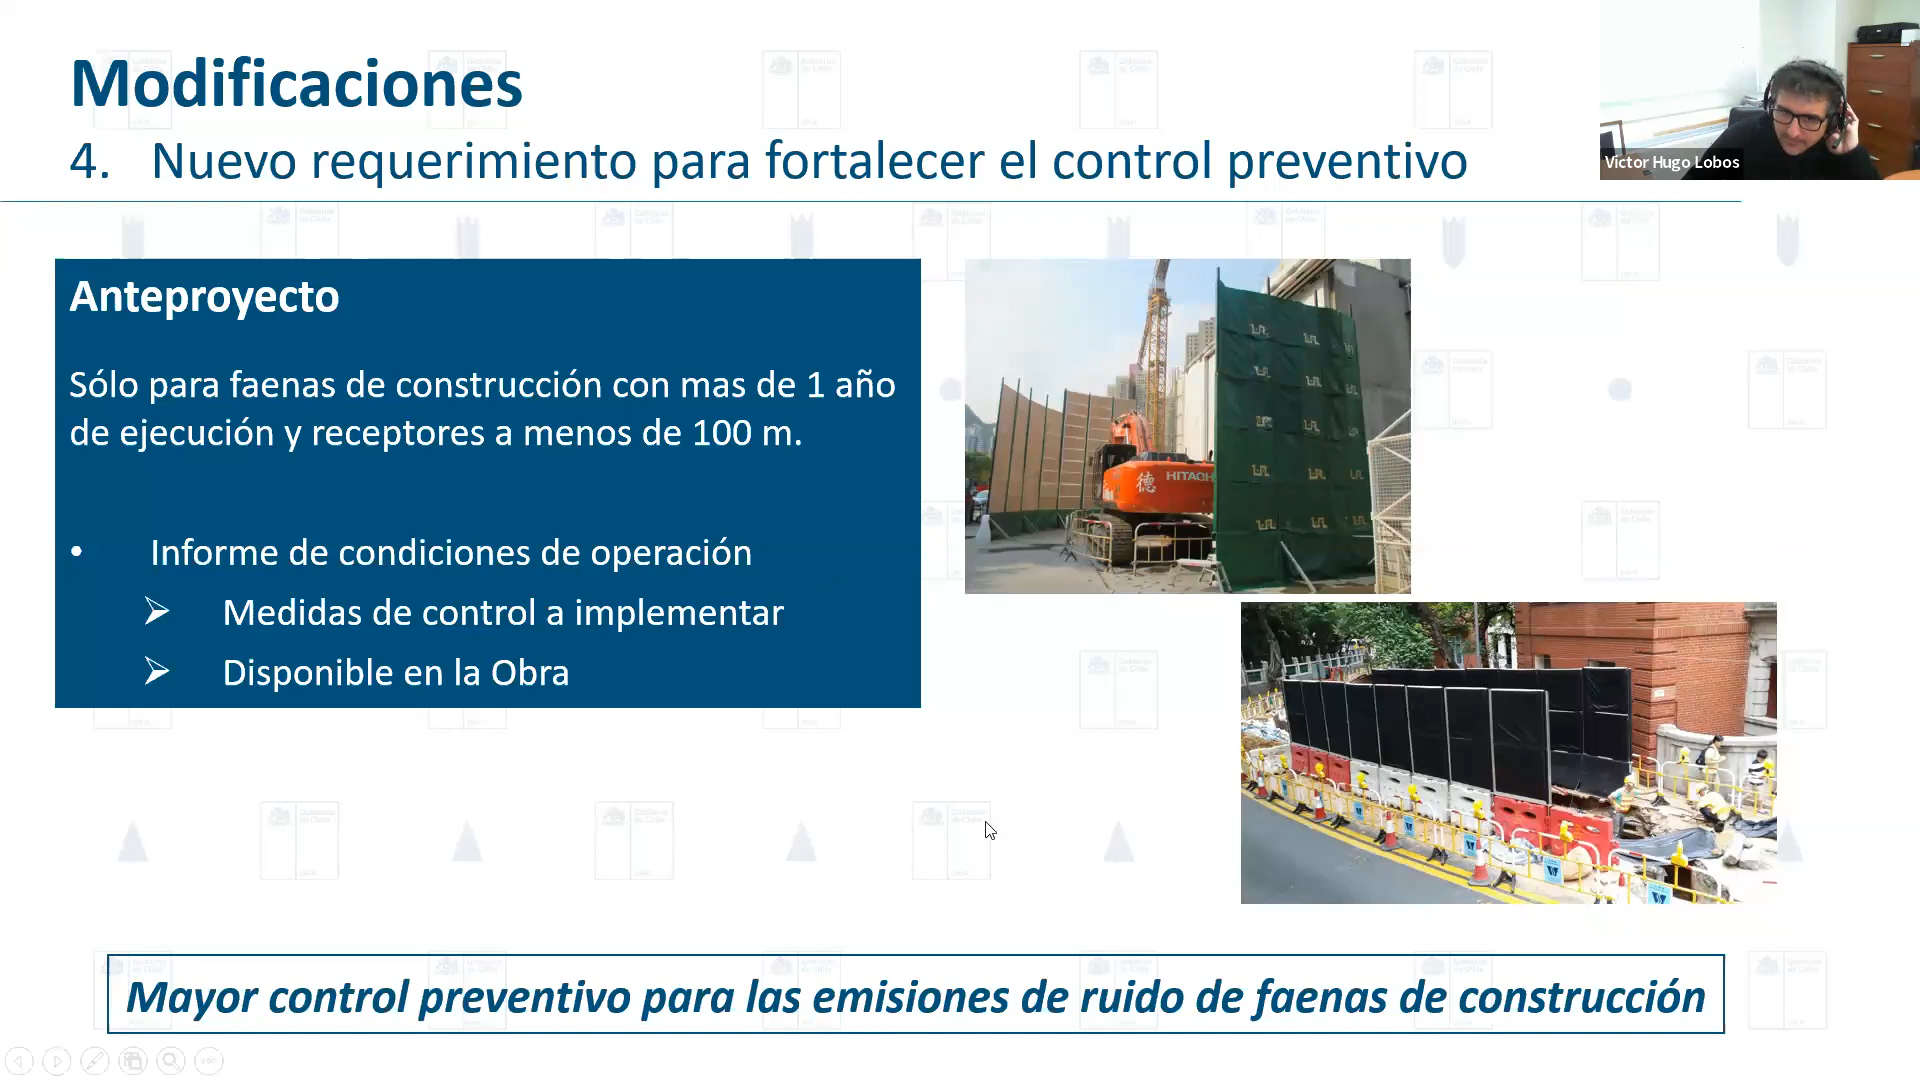 Modificaciones
4. Nuevo requerimiento para fortalecer el control preventivo
Victor Hugo Lobos
Anteproyecto
Sólo para faenas de construcción con mas de 1 año
de ejecución y receptores a menos de 100 m.
• Informe de condiciones de operación
➢ Medidas de control a implementar
➢ Disponible en la Obra
德 HITACH
Mayor control preventivo para las emisiones de ruido de faenas de construcción